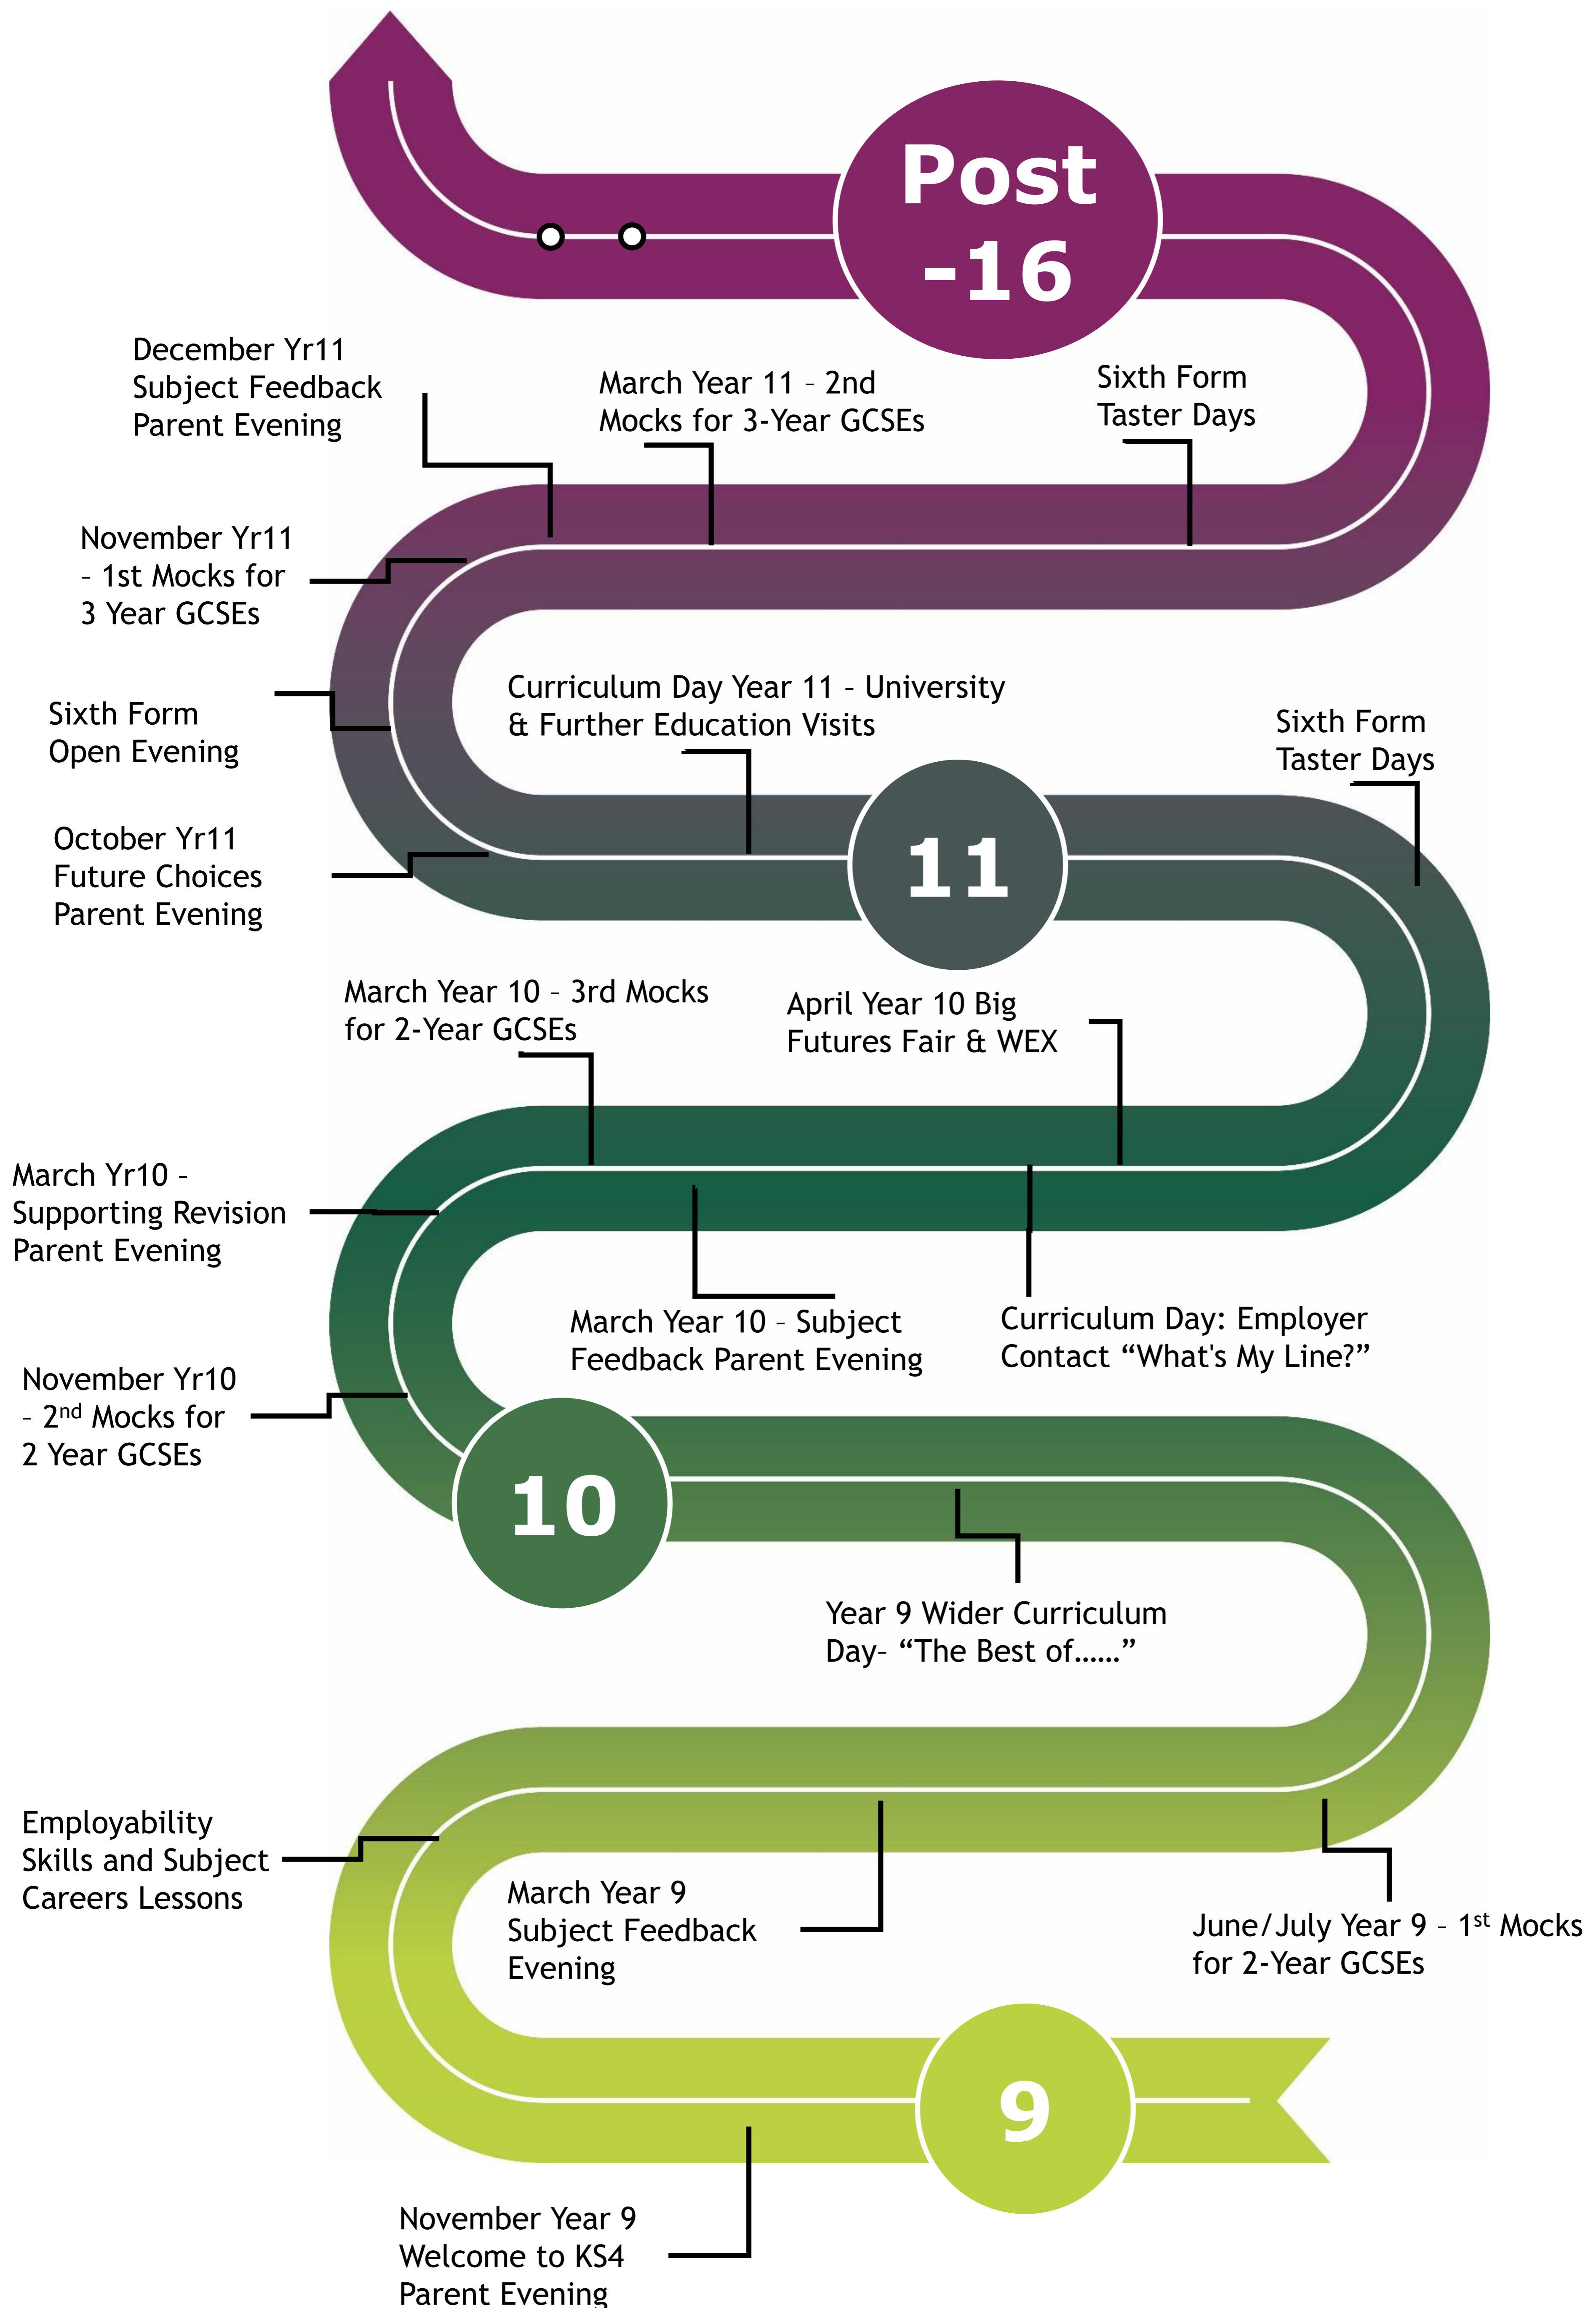 Post
-16
December Yr11
Subject Feedback
Parent Evening
March Year 11 – 2nd
Mocks for 3-Year GCSEs
Sixth Form
Taster Days
November Yr11
– 1st Mocks for
3 Year GCSEs
Sixth Form
Open Evening
Curriculum Day Year 11 – University
& Further Education Visits
Sixth Form
Taster Days
October Yr11
Future Choices
Parent Evening
11
March Year 10 – 3rd Mocks
for 2-Year GCSEs
April Year 10 Big
Futures Fair & WEX
March Yr10 –
Supporting Revision
Parent Evening
March Year 10 – Subject
Feedback Parent Evening
Curriculum Day: Employer
Contact “What's My Line?”
November Yr10
– 2nd Mocks for
2 Year GCSEs
10
Year 9 Wider Curriculum
Day– “The Best of……”
Employability
Skills and Subject
Careers Lessons
March Year 9
Subject Feedback
Evening
June/July Year 9 – 1st Mocks
for 2-Year GCSEs
9
November Year 9
Welcome to KS4
Parent Evening